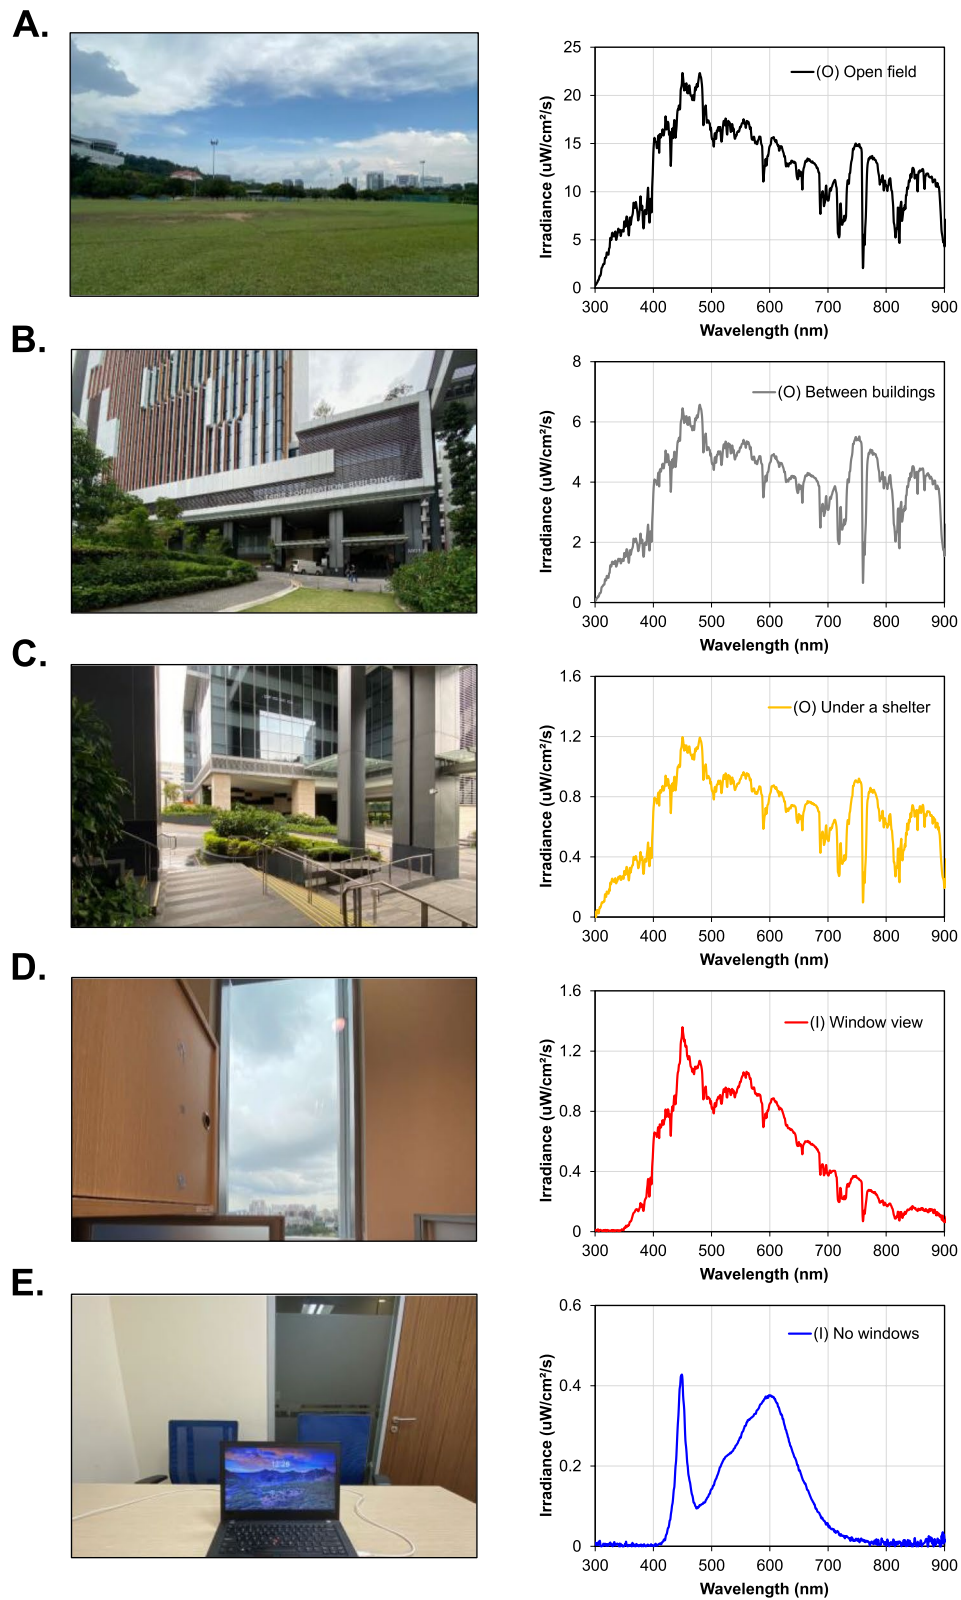 A.
25
20
15
10
5
0
Irradiance (uW/cm²/s)
(O) Open field
300 400 500 600 700 800 900
Wavelength (nm)
B.
8
6
4
2
0
Irradiance (uW/cm²/s)
(O) Between buildings
300 400 500 600 700 800 900
Wavelength (nm)
C.
1.6
1.2
0.8
0.4
0
Irradiance (uW/cm²/s)
(O) Under a shelter
300 400 500 600 700 800 900
Wavelength (nm)
D.
1.6
1.2
0.8
0.4
0
Irradiance (uW/cm²/s)
(I) Window view
300 400 500 600 700 800 900
Wavelength (nm)
E.
12:28
0.6
0.4
0.2
0
Irradiance (uW/cm²/s)
(I) No windows
300 400 500 600 700 800 900
Wavelength (nm)